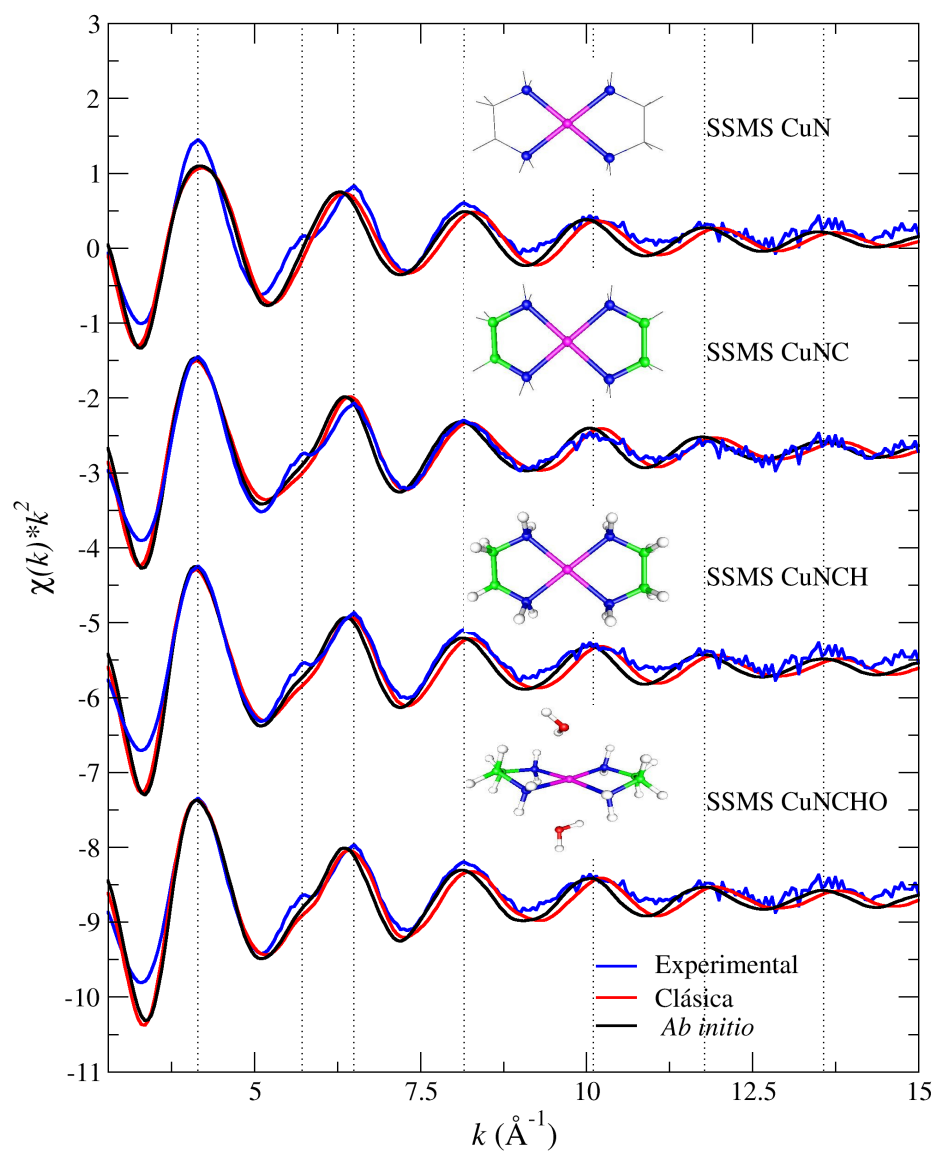 3
2
SSMS CuN
1
0
-1
SSMS CuNC
-2
-3
-4
χ(k)*k²
SSMS CuNCH
-5
-6
-7
SSMS CuNCHO
-8
-9
Experimental
-10
Clásica
Ab initio
-11
5 7.5 10 12.5 15
k (Å⁻¹)